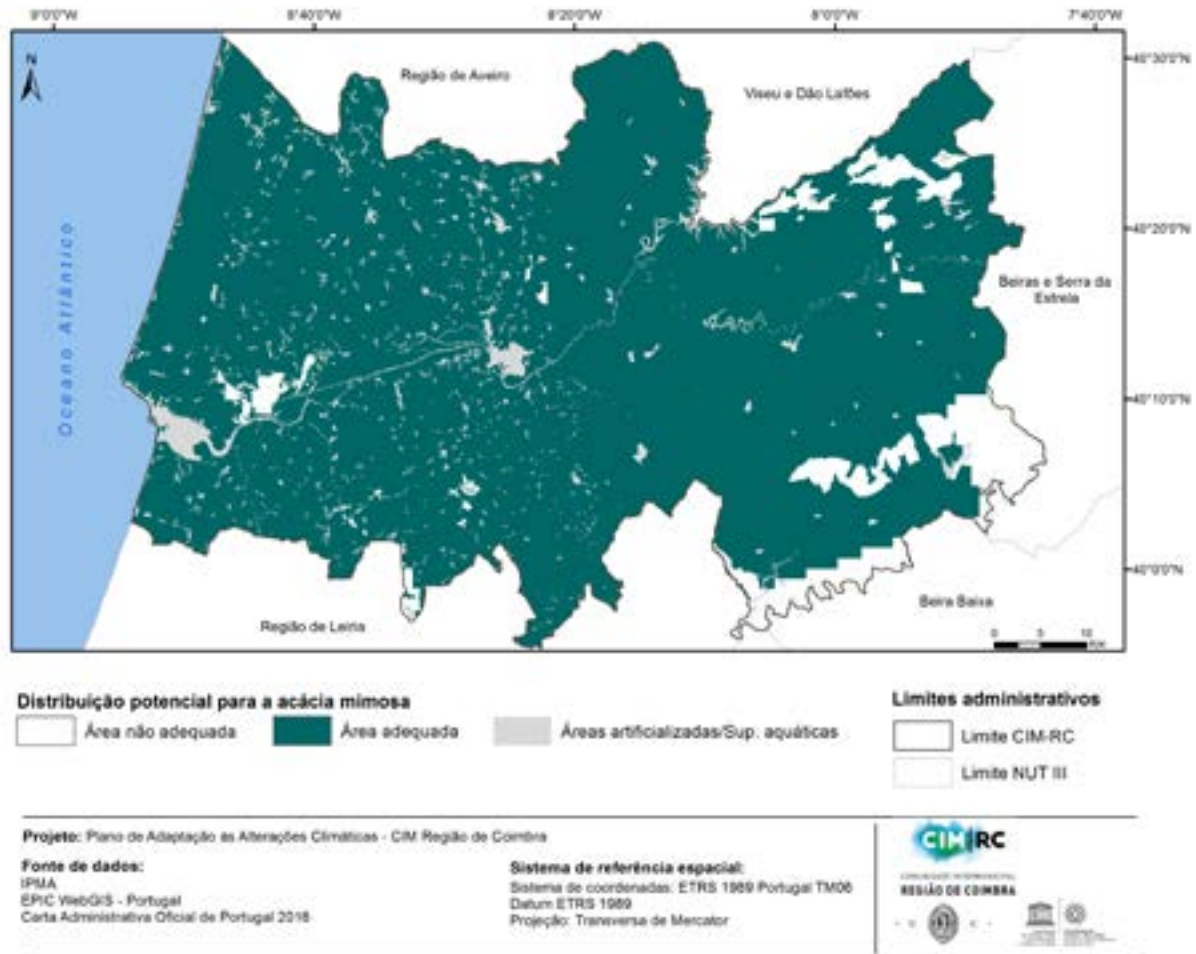 9°0'0"W 8°40'0"W 8°20'0"W 8°0'0"W 7°40'0"W
N
Região de Aveiro
Viseu e Dão Lafões
40°30'0"N
40°20'0"N
Oceano Atlântico
Beiras e Serra da
Estrela
40°10'0"N
40°0'0"N
Região de Leiria
Beira Baixa
0 5 10
Km
Distribuição potencial para a acácia mimosa
Área não adequada
Área adequada
Áreas artificializadas/Sup. aquáticas
Limites administrativos
Limite CIM-RC
Limite NUT III
Projeto: Plano de Adaptação as Alterações Climáticas - CIM Região de Coimbra
Fonte de dados:
IPMA
EPIC WebGIS - Portugal
Carta Administrativa Oficial de Portugal 2016
Sistema de referência espacial:
Sistema de coordenadas: ETRS 1989 Portugal TM06
Datum ETRS 1989
Projeção: Transversa de Mercator
CIM RC
COMUNIDADE INTERMUNICIPAL
REGIÃO DE COIMBRA